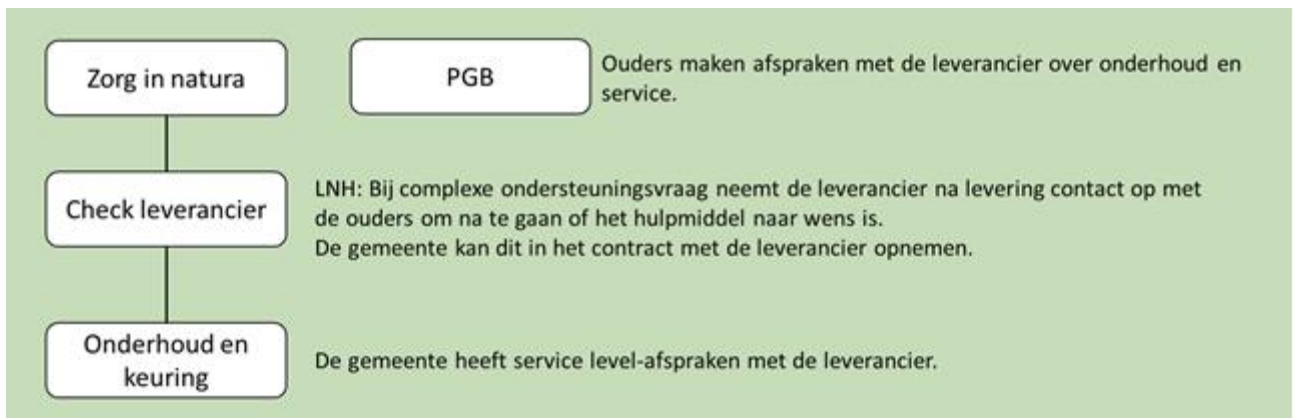 Zorg in natura
PGB
Ouders maken afspraken met de leverancier over onderhoud en
service.
Check leverancier
LNH: Bij complexe ondersteuningsvraag neemt de leverancier na levering contact op met
de ouders om na te gaan of het hulpmiddel naar wens is.
De gemeente kan dit in het contract met de leverancier opnemen.
Onderhoud en
keuring
De gemeente heeft service level-afspraken met de leverancier.